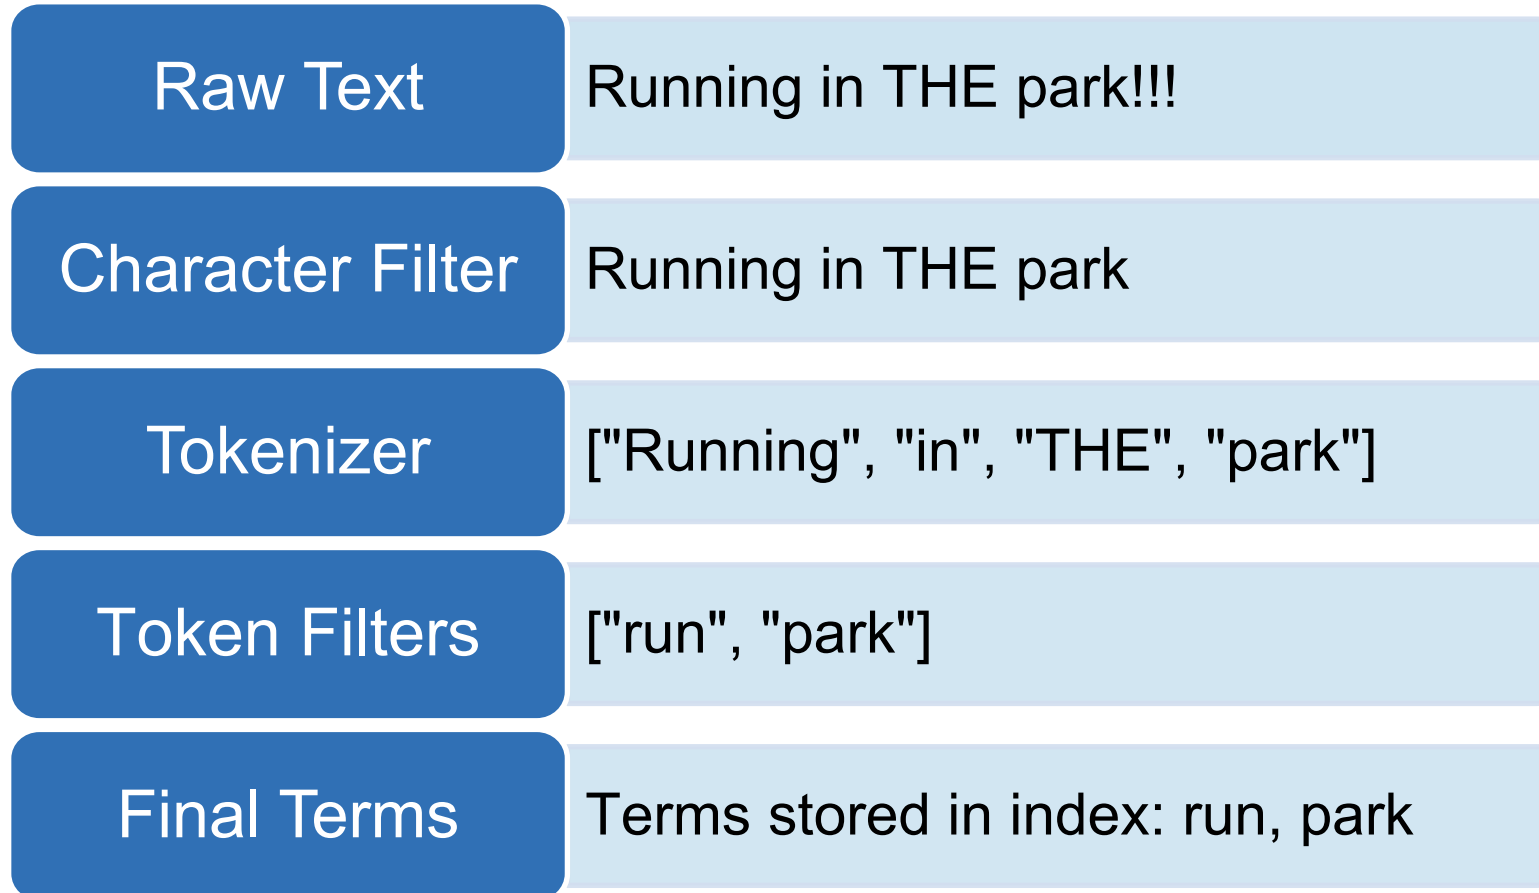 Raw Text
Running in THE park!!!
Character Filter
Running in THE park
Tokenizer
["Running", "in", "THE", "park"]
Token Filters
["run", "park"]
Final Terms
Terms stored in index: run, park